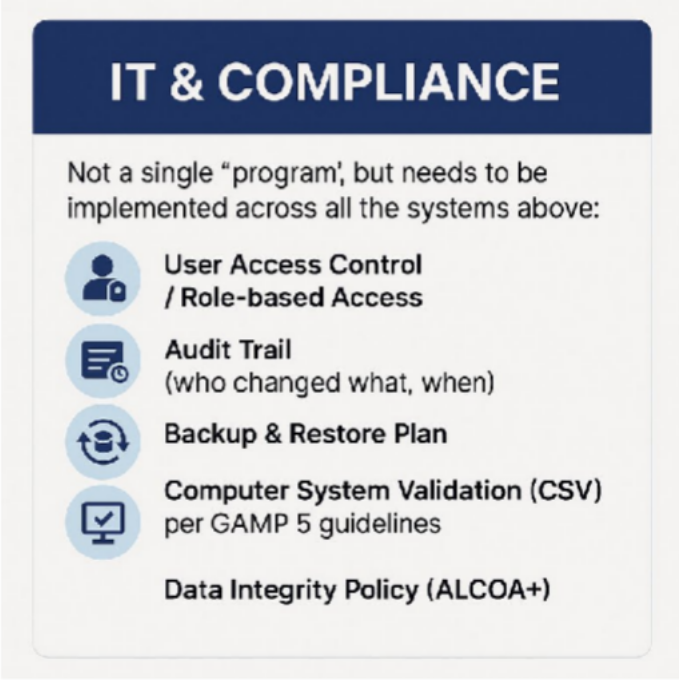 IT & COMPLIANCE
Not a single “program’, but needs to be
implemented across all the systems above:
User Access Control
/ Role-based Access
Audit Trail
(who changed what, when)
Backup & Restore Plan
Computer System Validation (CSV)
per GAMP 5 guidelines
Data Integrity Policy (ALCOA+)